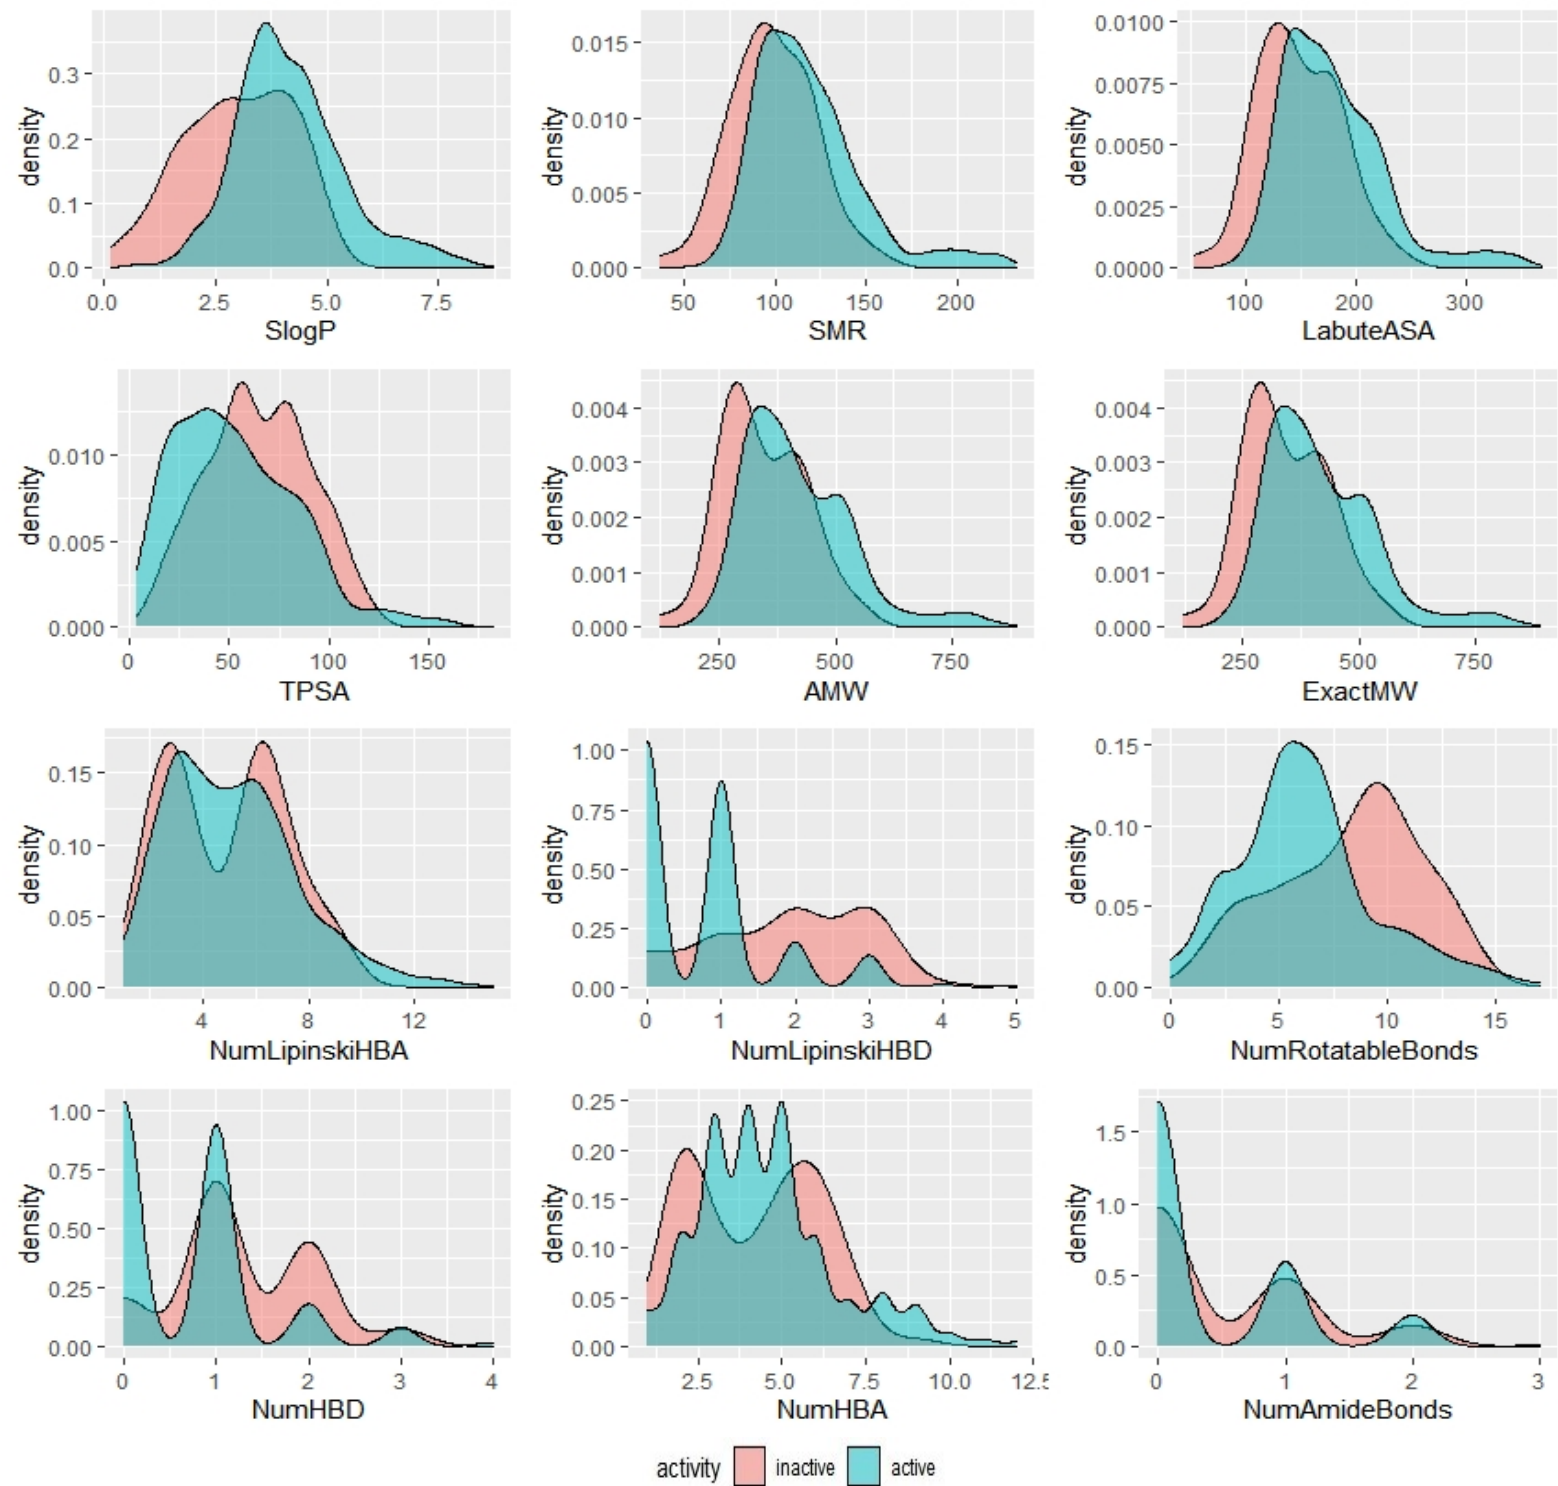 density
0.3
0.2
0.1
0.0
0.0 2.5 5.0 7.5
SlogP
density
0.015
0.010
0.005
0.000
50 100 150 200
SMR
density
0.0100
0.0075
0.0050
0.0025
0.0000
100 200 300
LabuteASA
density
0.010
0.005
0.000
0 50 100 150
TPSA
density
0.004
0.003
0.002
0.001
0.000
250 500 750
AMW
density
0.004
0.003
0.002
0.001
0.000
250 500 750
ExactMW
density
0.15
0.10
0.05
0.00
4 8 12
NumLipinskiHBA
density
1.00
0.75
0.50
0.25
0.00
0 1 2 3 4 5
NumLipinskiHBD
density
0.15
0.10
0.05
0.00
0 5 10 15
NumRotatableBonds
density
1.00
0.75
0.50
0.25
0.00
0 1 2 3 4
NumHBD
density
0.25
0.20
0.15
0.10
0.05
0.00
2.5 5.0 7.5 10.0 12.5
NumHBA
density
1.5
1.0
0.5
0.0
0 1 2 3
NumAmideBonds
activity inactive active